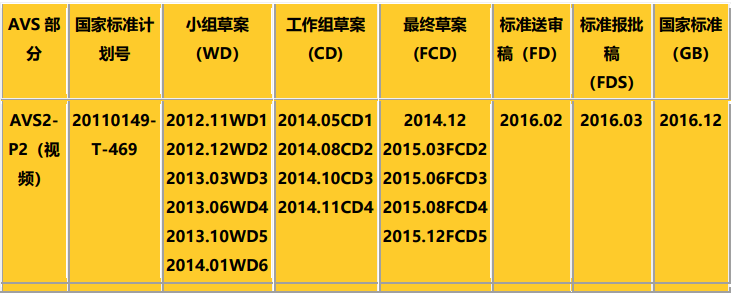 AVS 部分
国家标准计划号
小组草案（WD）
工作组草案（CD）
最终草案（FCD）
标准送审稿（FD）
标准报批稿（FDS）
国家标准（GB）
AVS2-P2（视频）
20110149-T-469
2012.11WD1
2012.12WD2
2013.03WD3
2013.06WD4
2013.10WD5
2014.01WD6
2014.05CD1
2014.08CD2
2014.10CD3
2014.11CD4
2014.12
2015.03FCD2
2015.06FCD3
2015.08FCD4
2015.12FCD5
2016.02
2016.03
2016.12